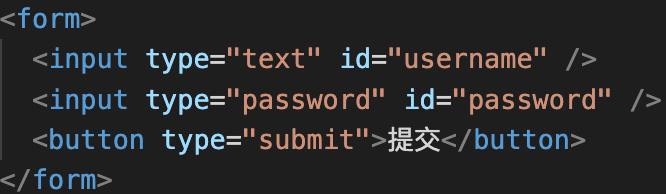 <form>
  <input type="text" id="username" />
  <input type="password" id="password" />
  <button type="submit">提交</button>
</form>